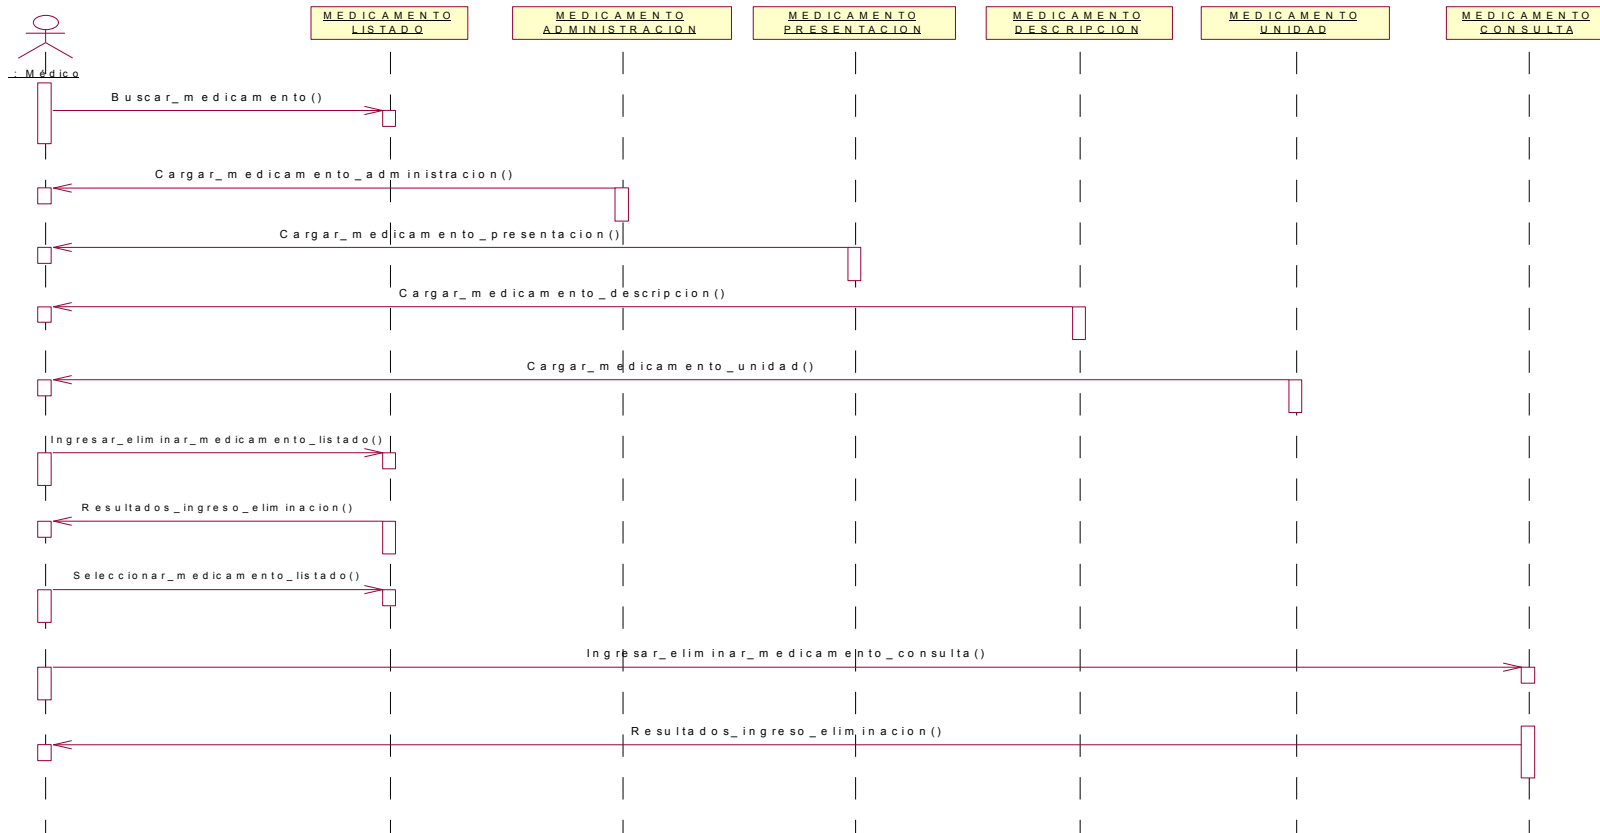 MEDICAMENTO
LISTADO
MEDICAMENTO
ADMINISTRACION
MEDICAMENTO
PRESENTACION
MEDICAMENTO
DESCRIPCION
MEDICAMENTO
UNIDAD
MEDICAMENTO
CONSULTA
: Médico
Buscar_medicamento()
Cargar_medicamento_administracion()
Cargar_medicamento_presentacion()
Cargar_medicamento_descripcion()
Cargar_medicamento_unidad()
Ingresar_eliminar_medicamento_listado()
Resultados_ingreso_eliminacion()
Seleccionar_medicamento_listado()
Ingresar_eliminar_medicamento_consulta()
Resultados_ingreso_eliminacion()